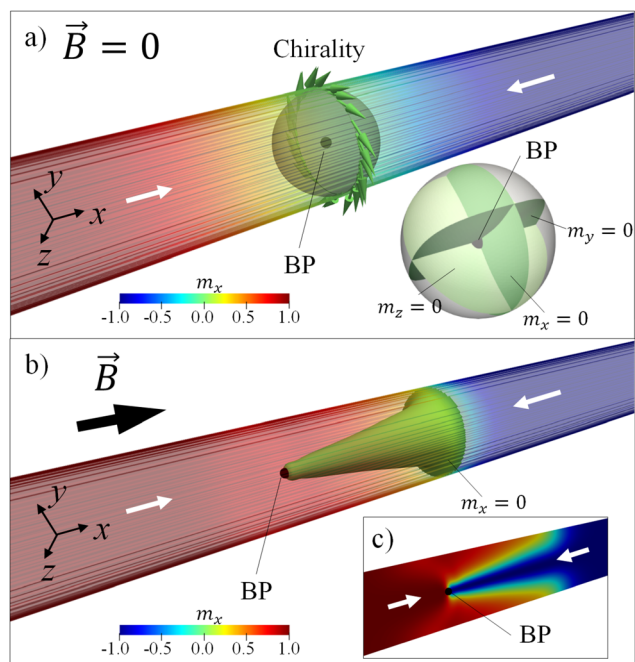 a) B⃗ = 0
Chirality
BP
y
x
z
BP
m_y = 0
m_z = 0
m_x = 0
m_x
-1.0 -0.5 0.0 0.5 1.0
b)
B⃗
y
x
z
m_x = 0
BP
c)
BP
m_x
-1.0 -0.5 0.0 0.5 1.0